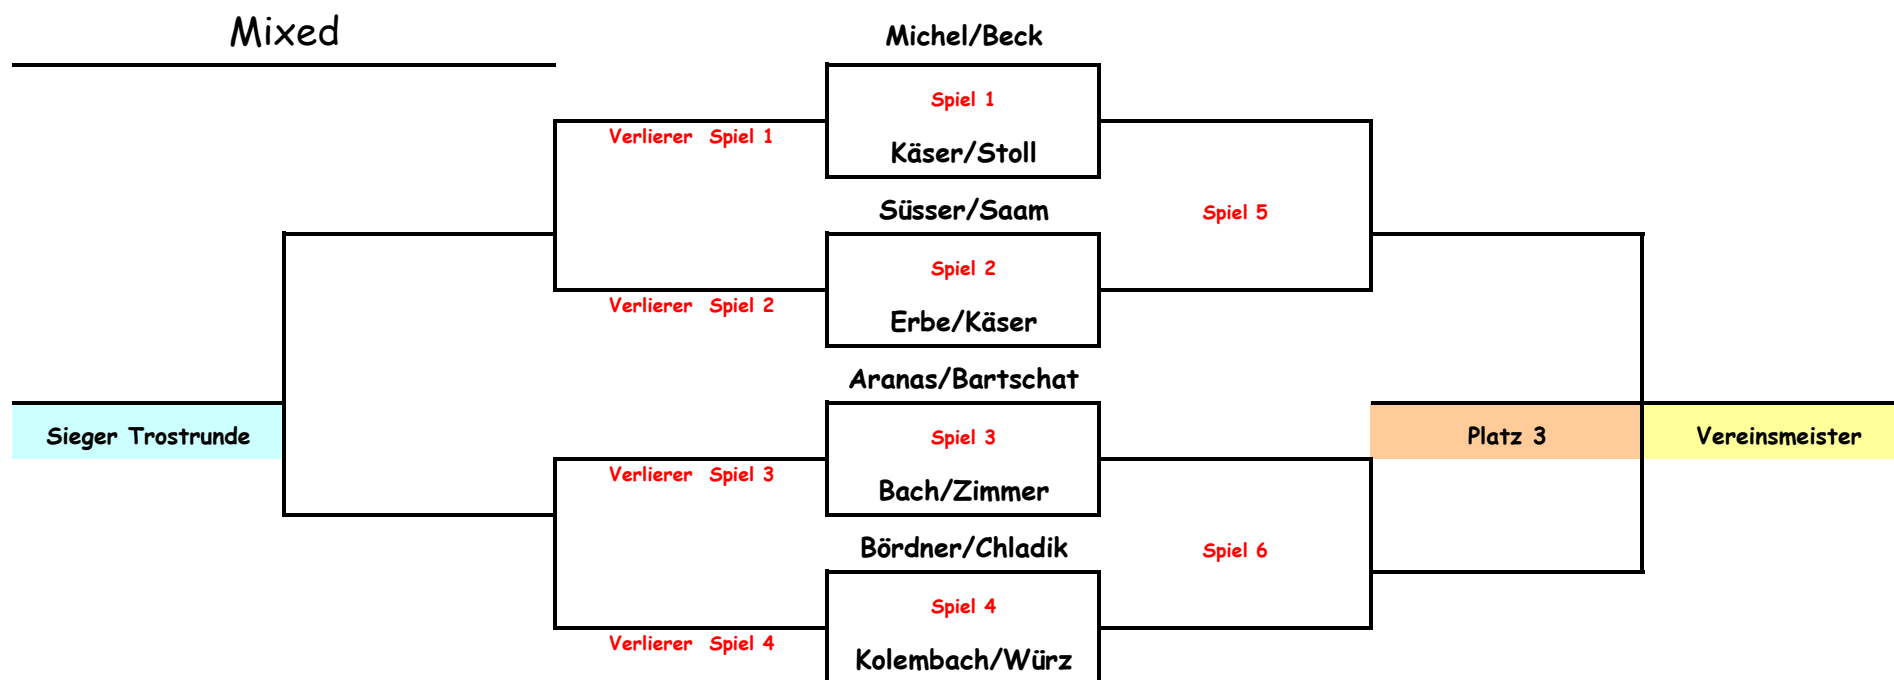 Mixed
Michel/Beck
Spiel 1
Verlierer Spiel 1
Käser/Stoll
Süsser/Saam
Spiel 5
Spiel 2
Verlierer Spiel 2
Erbe/Käser
Aranas/Bartschat
Sieger Trostrunde
Spiel 3
Platz 3
Vereinsmeister
Verlierer Spiel 3
Bach/Zimmer
Bördner/Chladik
Spiel 6
Spiel 4
Verlierer Spiel 4
Kolembach/Würz